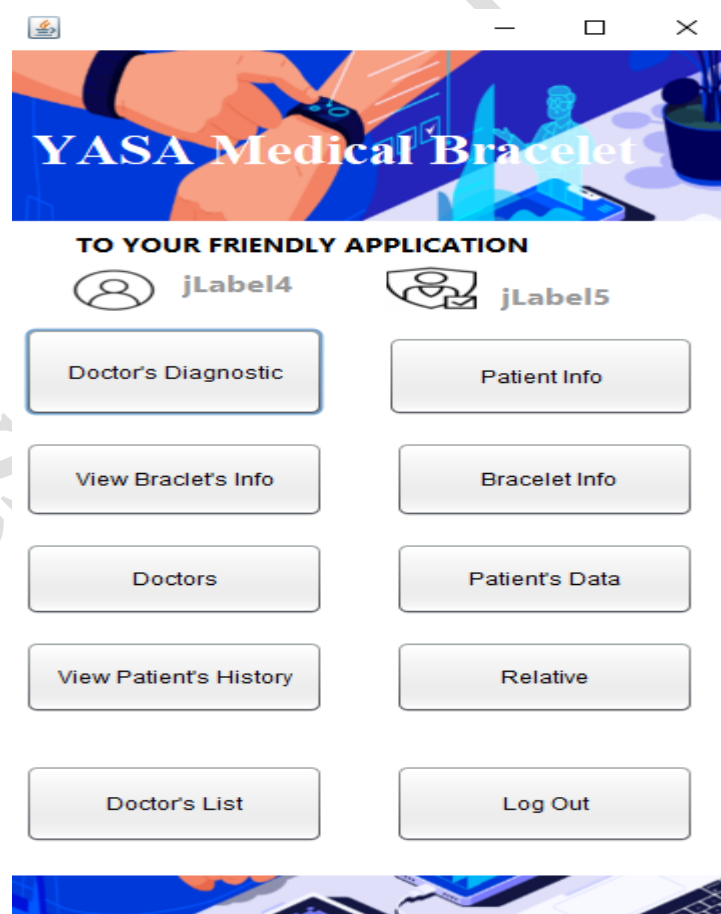 YASA Medical Bracelet
TO YOUR FRIENDLY APPLICATION
jLabel4 jLabel5
Doctor's Diagnostic Patient Info
View Braclet's Info Bracelet Info
Doctors Patient's Data
View Patient's History Relative
Doctor's List Log Out